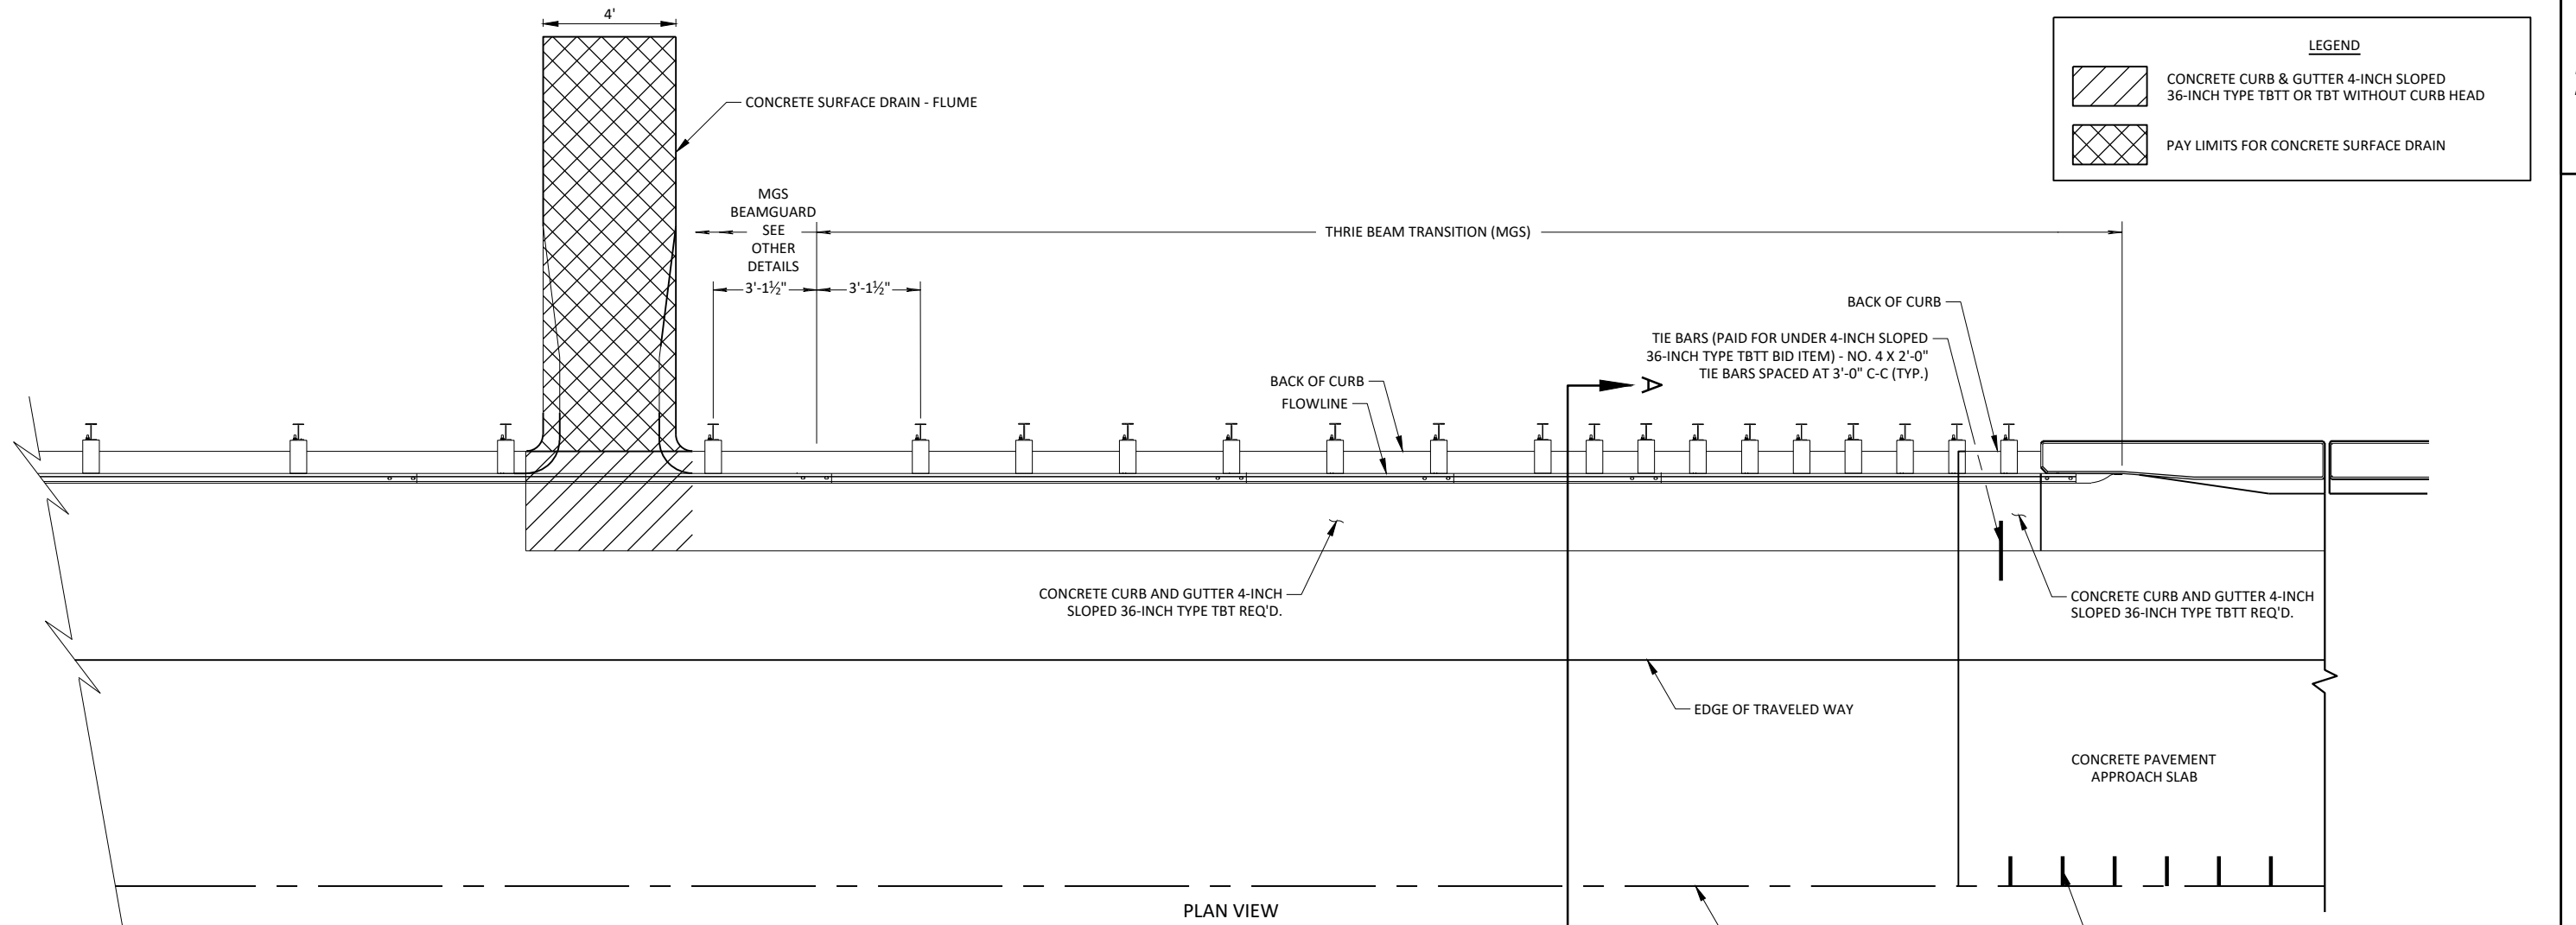 4'
LEGEND
CONCRETE CURB & GUTTER 4-INCH SLOPED
36-INCH TYPE TBTT OR TBT WITHOUT CURB HEAD
PAY LIMITS FOR CONCRETE SURFACE DRAIN
CONCRETE SURFACE DRAIN - FLUME
MGS
BEAMGUARD
SEE
OTHER
DETAILS
THRIE BEAM TRANSITION (MGS)
3'-1½"
3'-1½"
BACK OF CURB
TIE BARS (PAID FOR UNDER 4-INCH SLOPED
36-INCH TYPE TBTT BID ITEM) - NO. 4 X 2'-0"
TIE BARS SPACED AT 3'-0" C-C (TYP.)
BACK OF CURB
FLOWLINE
A
CONCRETE CURB AND GUTTER 4-INCH
SLOPED 36-INCH TYPE TBT REQ'D.
CONCRETE CURB AND GUTTER 4-INCH
SLOPED 36-INCH TYPE TBTT REQ'D.
EDGE OF TRAVELED WAY
CONCRETE PAVEMENT
APPROACH SLAB
PLAN VIEW